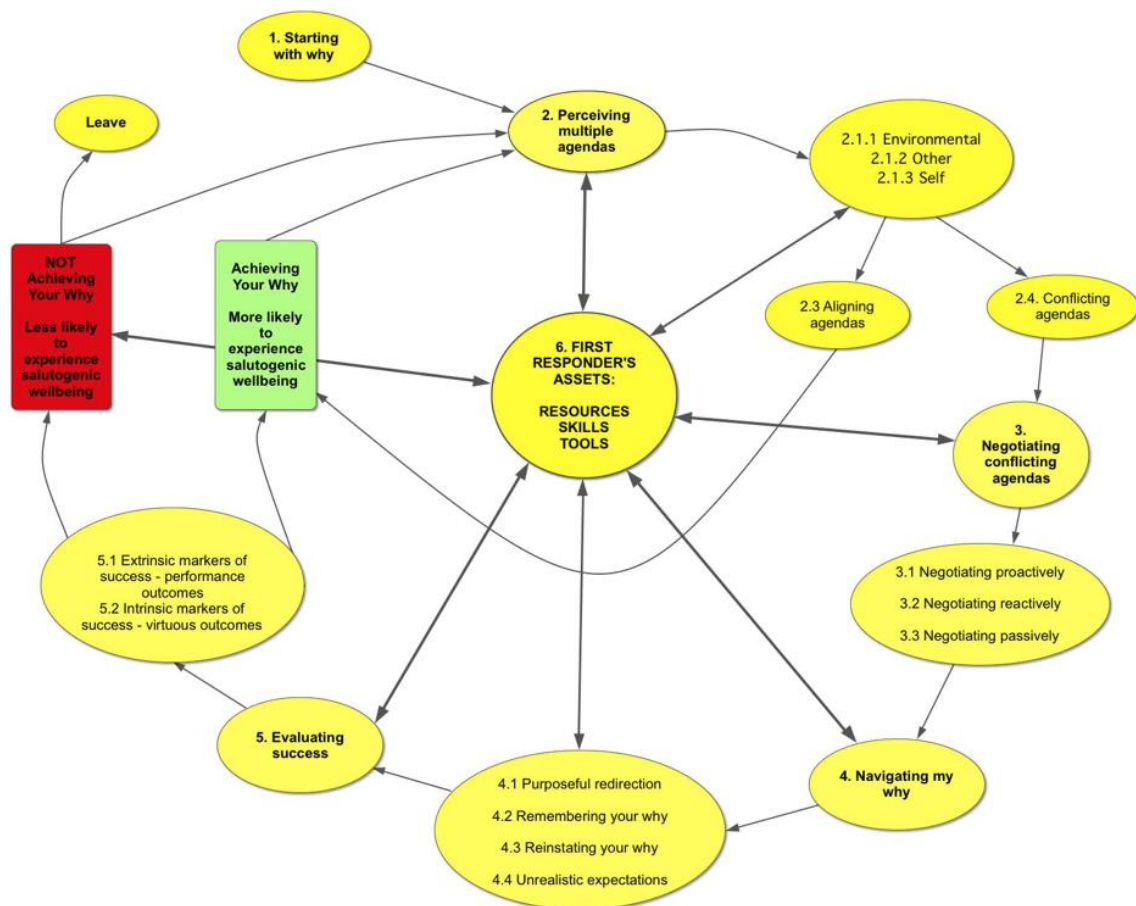 1. Starting
with why
Leave
2. Perceiving
multiple
agendas
2.1.1 Environmental
2.1.2 Other
2.1.3 Self
NOT
Achieving
Your Why
Less likely
to
experience
salutogenic
wellbeing
Achieving
Your Why
More likely
to
experience
salutogenic
wellbeing
2.3 Aligning
agendas
2.4. Conflicting
agendas
6. FIRST
RESPONDER'S
ASSETS:
RESOURCES
SKILLS
TOOLS
3.
Negotiating
conflicting
agendas
3.1 Negotiating proactively
3.2 Negotiating reactively
3.3 Negotiating passively
5.1 Extrinsic markers of
success - performance
outcomes
5.2 Intrinsic markers of
success - virtuous outcomes
5. Evaluating
success
4.1 Purposeful redirection
4.2 Remembering your why
4.3 Reinstating your why
4.4 Unrealistic expectations
4. Navigating my
why